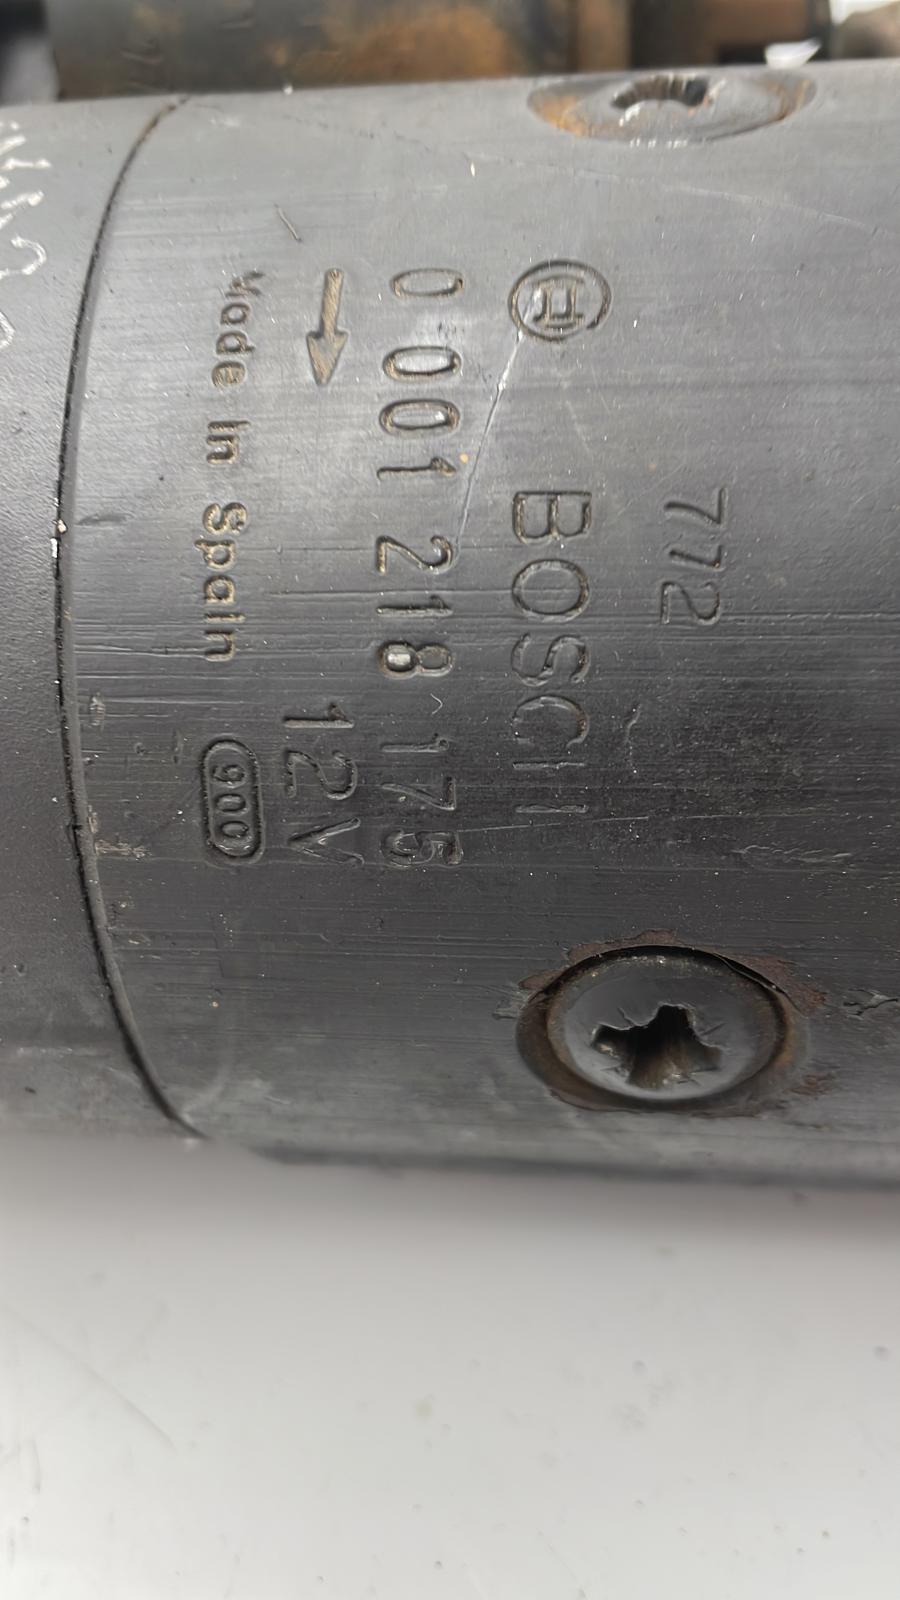 772
BOSCH
0 001 218 175
→ 12V
Made in Spain 900